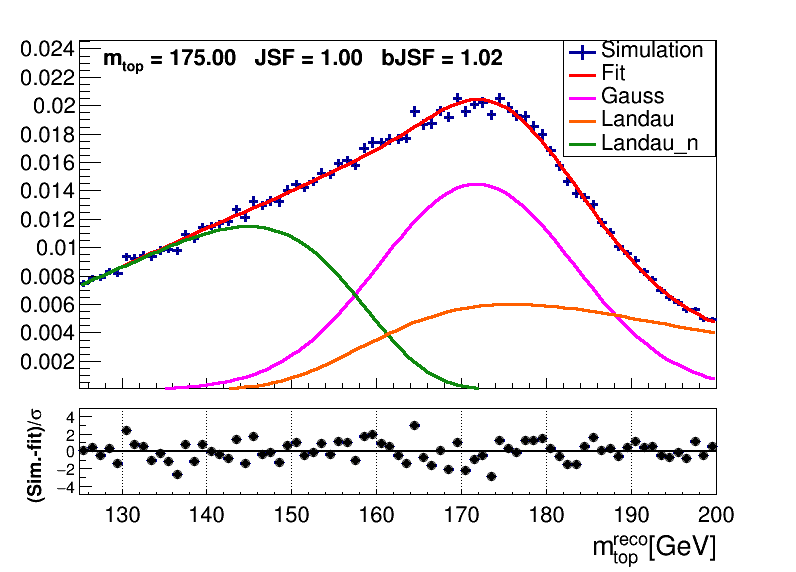 m_top = 175.00 JSF = 1.00 bJSF = 1.02
Simulation
Fit
Gauss
Landau
Landau_n
0.024
0.022
0.02
0.018
0.016
0.014
0.012
0.01
0.008
0.006
0.004
0.002
(Sim.-fit)/σ
4
2
0
−2
−4
130 140 150 160 170 180 190 200
m_top^reco[GeV]